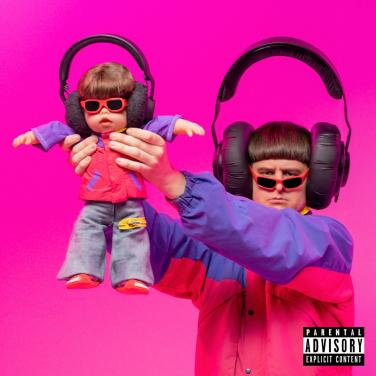 PARENTAL
ADVISORY
EXPLICIT CONTENT